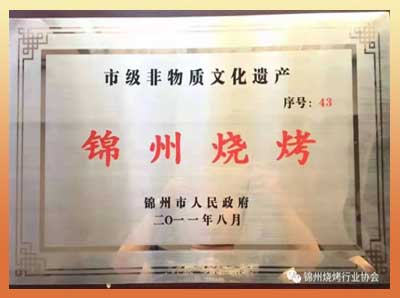 市级非物质文化遗产
序号：43
锦州烧烤
锦州市人民政府
二〇一一年八月
锦州烧烤行业协会